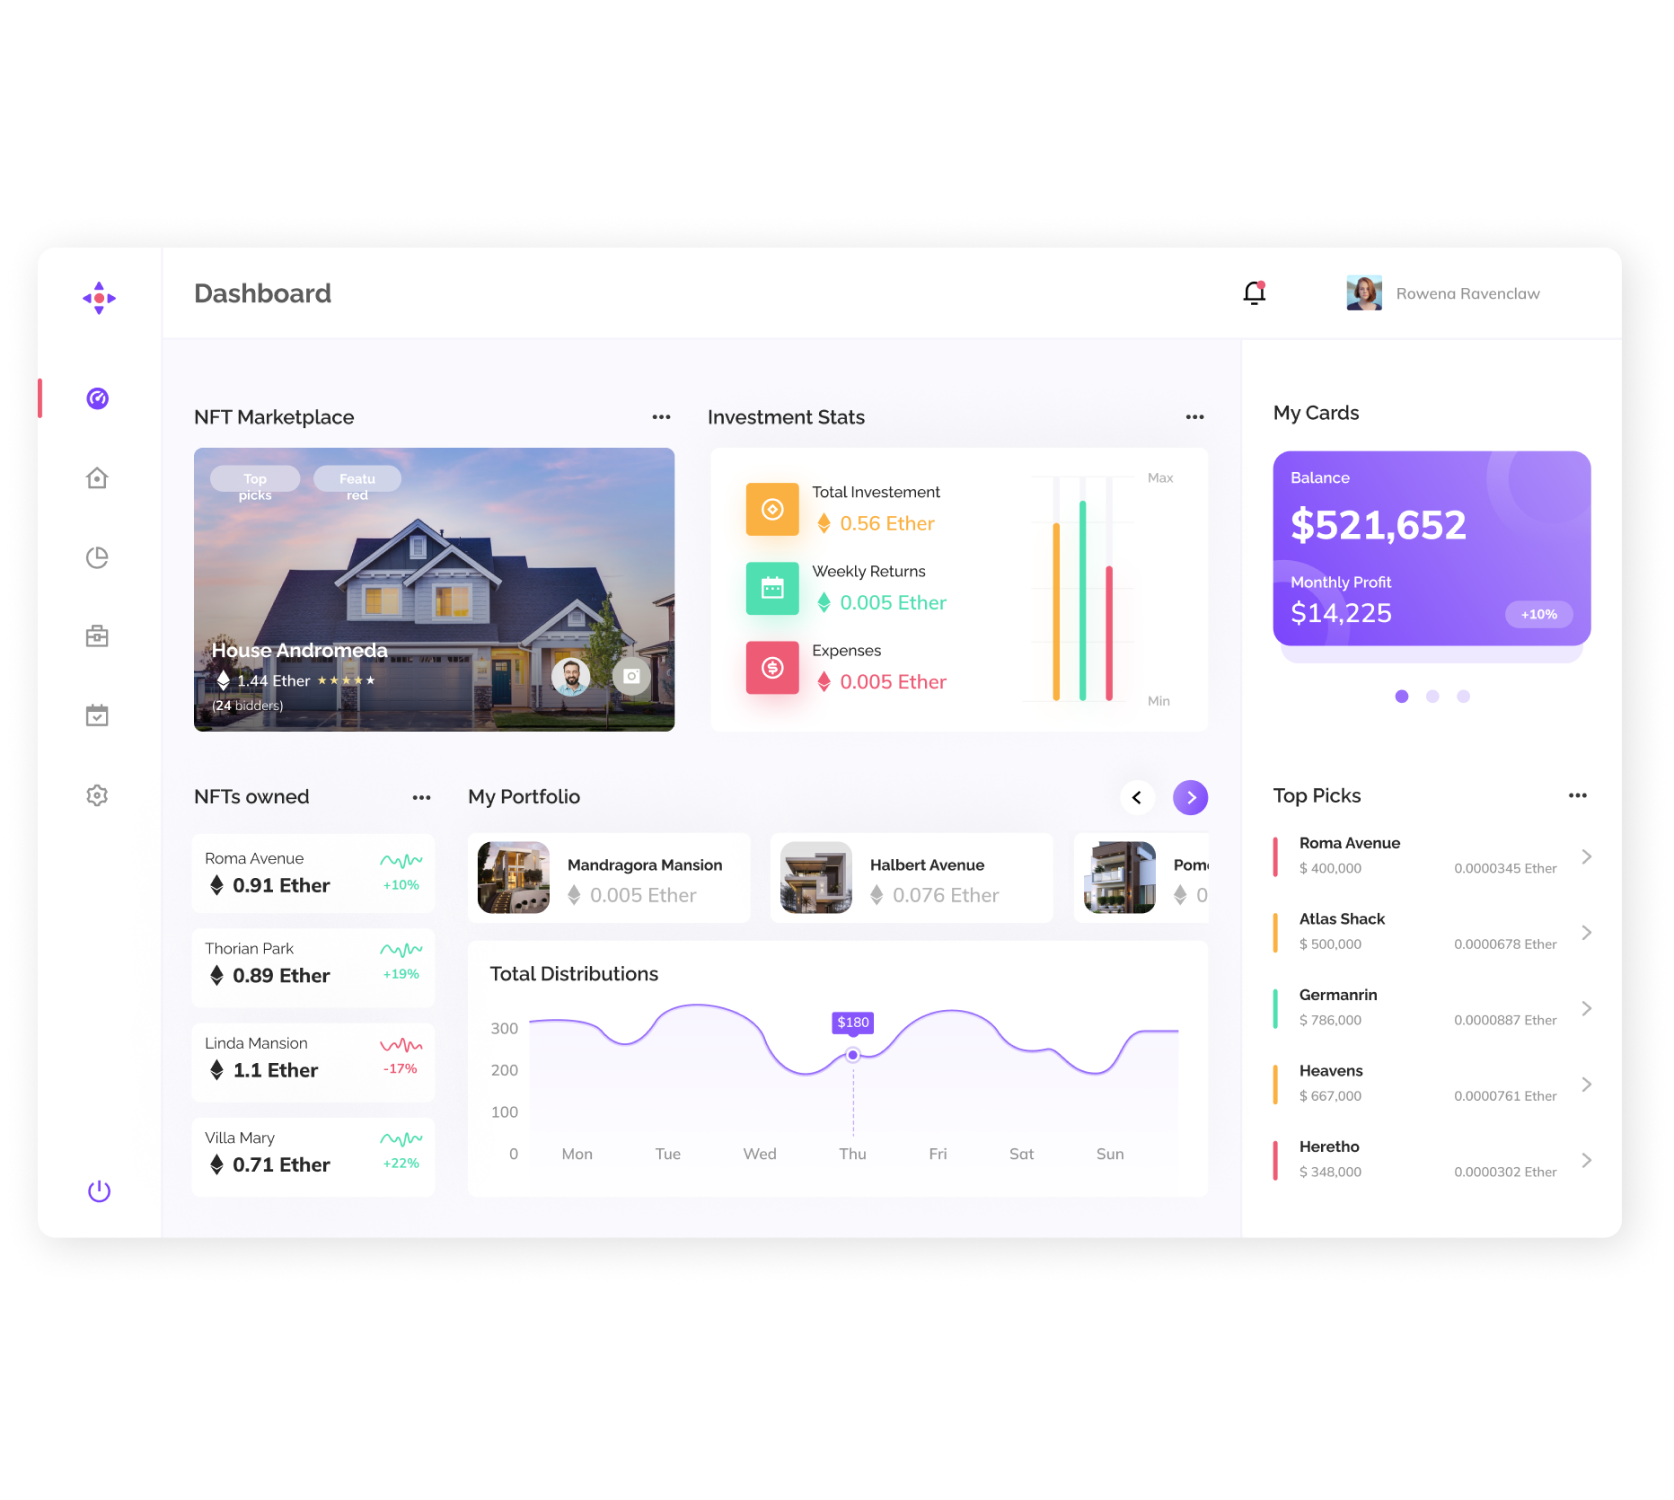 Dashboard
Rowena Ravenclaw
NFT Marketplace
Top
picks
Featu
red
House Andromeda
1.44 Ether
(24 bidders)
Investment Stats
Total Investement
0.56 Ether
Weekly Returns
0.005 Ether
Expenses
0.005 Ether
Max
Min
My Cards
Balance
$521,652
Monthly Profit
$14,225
+10%
NFTs owned
Roma Avenue
0.91 Ether
+10%
Thorian Park
0.89 Ether
+19%
Linda Mansion
1.1 Ether
-17%
Villa Mary
0.71 Ether
+22%
My Portfolio
Mandragora Mansion
0.005 Ether
Halbert Avenue
0.076 Ether
Pom
0
Total Distributions
$180
300
200
100
0
Mon Tue Wed Thu Fri Sat Sun
Top Picks
Roma Avenue
$ 400,000 0.0000345 Ether
Atlas Shack
$ 500,000 0.0000678 Ether
Germanrin
$ 786,000 0.0000887 Ether
Heavens
$ 667,000 0.0000761 Ether
Heretho
$ 348,000 0.0000302 Ether